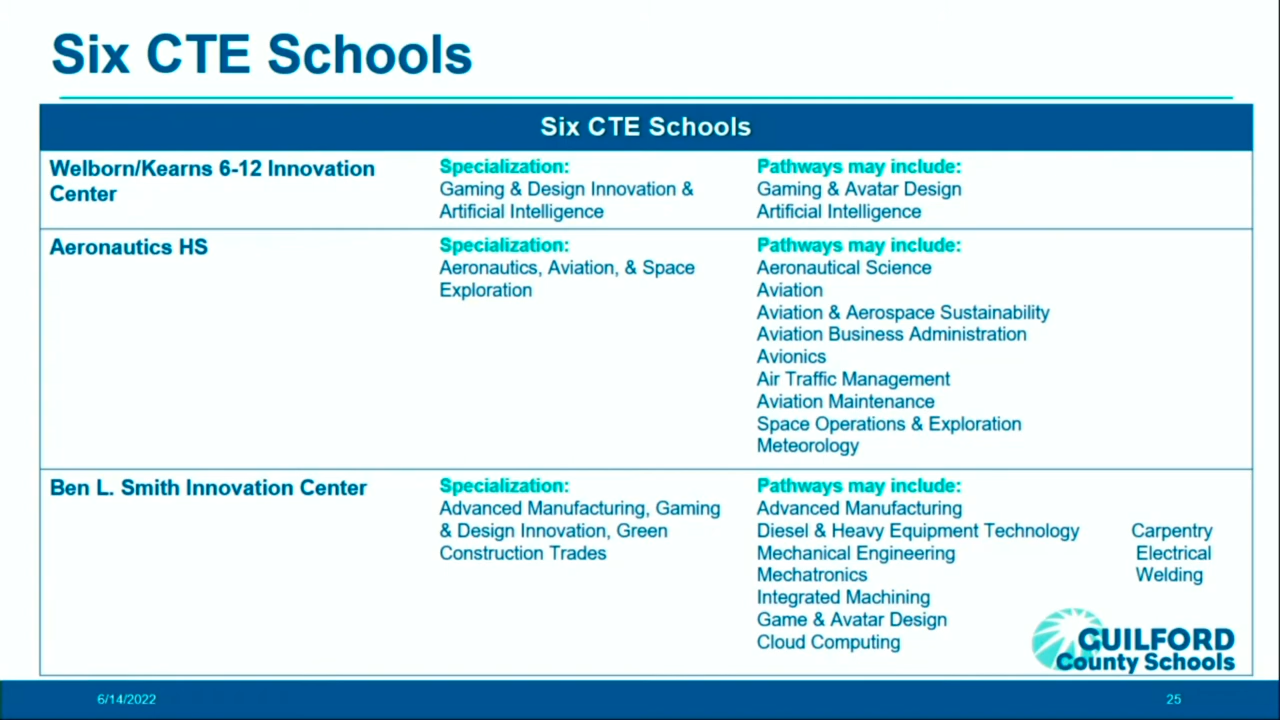 Six CTE Schools
Six CTE Schools
Welborn/Kearns 6-12 Innovation
Center
Specialization:
Gaming & Design Innovation &
Artificial Intelligence
Pathways may include:
Gaming & Avatar Design
Artificial Intelligence
Aeronautics HS
Specialization:
Aeronautics, Aviation, & Space
Exploration
Pathways may include:
Aeronautical Science
Aviation
Aviation & Aerospace Sustainability
Aviation Business Administration
Avionics
Air Traffic Management
Aviation Maintenance
Space Operations & Exploration
Meteorology
Ben L. Smith Innovation Center
Specialization:
Advanced Manufacturing, Gaming
& Design Innovation, Green
Construction Trades
Pathways may include:
Advanced Manufacturing
Diesel & Heavy Equipment Technology
Mechanical Engineering
Mechatronics
Integrated Machining
Game & Avatar Design
Cloud Computing
Carpentry
Electrical
Welding
GUILFORD
County Schools
6/14/2022
25